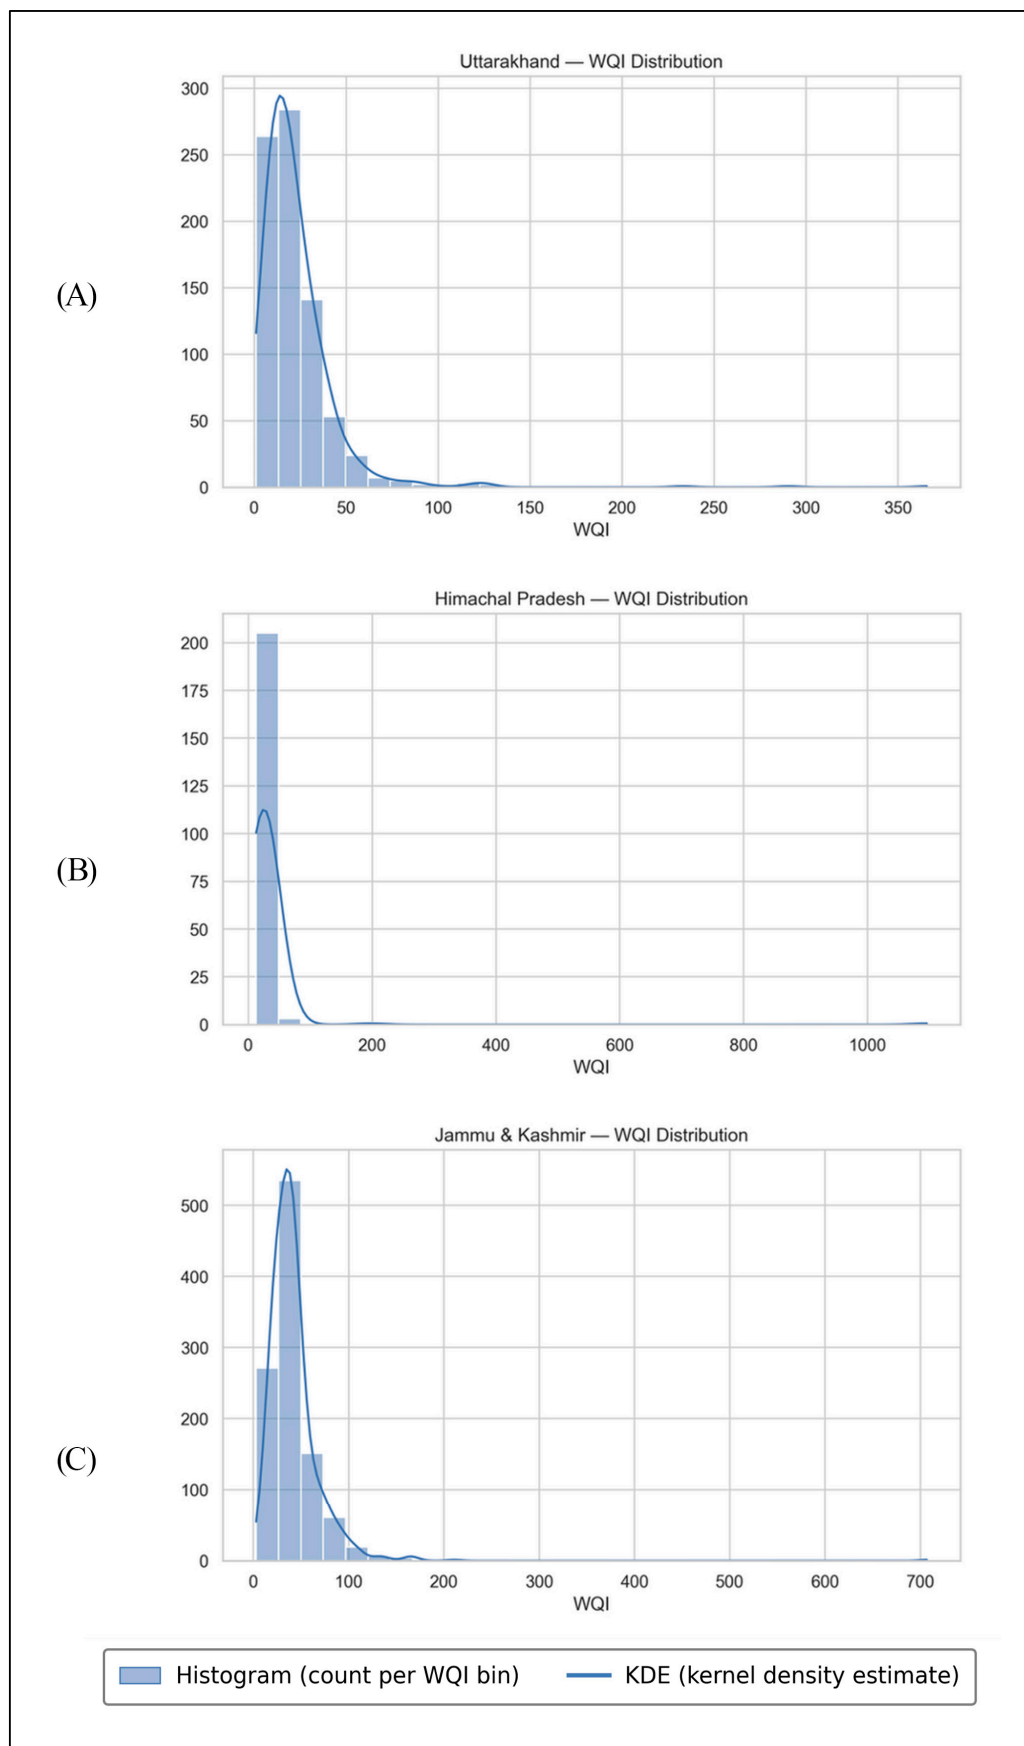 Uttarakhand — WQI Distribution
300
250
200
150
100
50
0
0 50 100 150 200 250 300 350
WQI
(A)
Himachal Pradesh — WQI Distribution
200
175
150
125
100
75
50
25
0
0 200 400 600 800 1000
WQI
(B)
Jammu & Kashmir — WQI Distribution
500
400
300
200
100
0
0 100 200 300 400 500 600 700
WQI
(C)
Histogram (count per WQI bin) KDE (kernel density estimate)